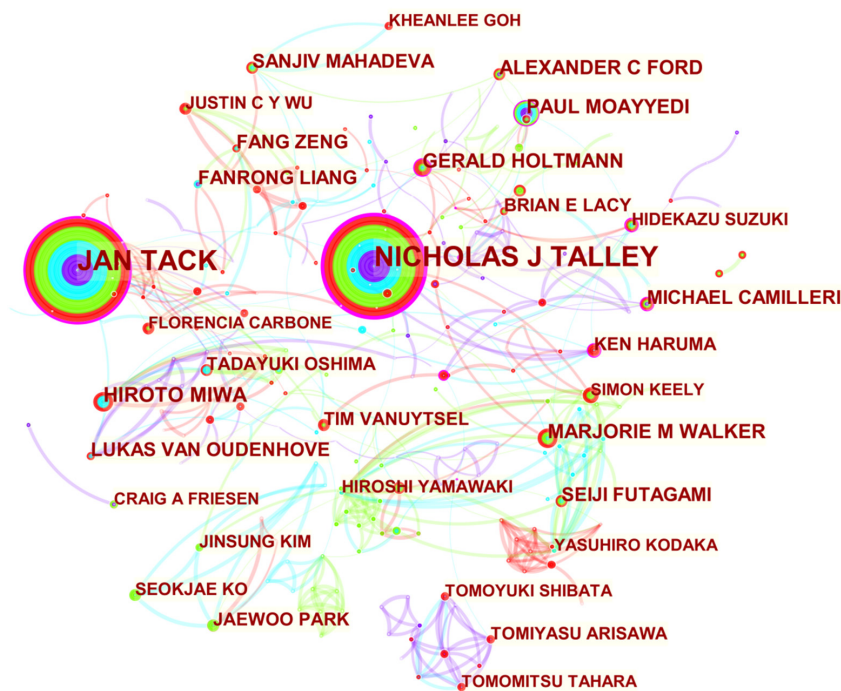 KHEANLEE GOH
SANJIV MAHADEVA
ALEXANDER C FORD
JUSTIN C Y WU
PAUL MOAYYEDI
FANG ZENG
GERALD HOLTMANN
FANRONG LIANG
BRIAN E LACY
HIDEKAZU SUZUKI
JAN TACK
NICHOLAS J TALLEY
MICHAEL CAMILLERI
FLORENCIA CARBONE
KEN HARUMA
TADAYUKI OSHIMA
HIROTO MIWA
SIMON KEELY
TIM VANUYTSEL
MARJORIE M WALKER
LUKAS VAN OUDENHOVE
HIROSHI YAMAWAKI
CRAIG A FRIESEN
SEIJI FUTAGAMI
JINSUNG KIM
YASUHIRO KODAKA
SEOKJAE KO
TOMOYUKI SHIBATA
JAEWOO PARK
TOMIYASU ARISAWA
TOMOMITSU TAHARA